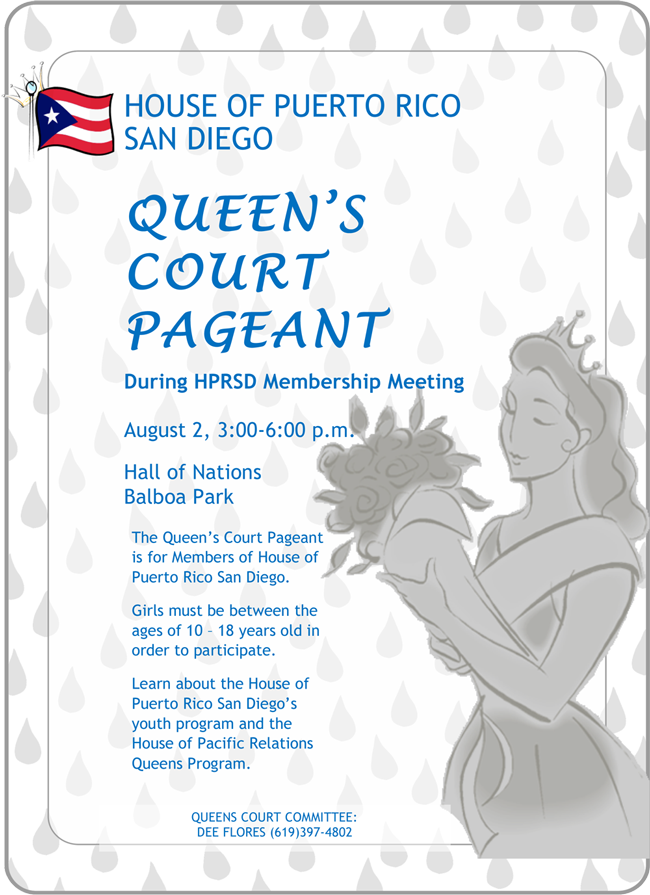 HOUSE OF PUERTO RICO
SAN DIEGO
QUEEN'S
COURT
PAGEANT
During HPRSD Membership Meeting
August 2, 3:00-6:00 p.m.
Hall of Nations
Balboa Park
The Queen's Court Pageant
is for Members of House of
Puerto Rico San Diego.
Girls must be between the
ages of 10 – 18 years old in
order to participate.
Learn about the House of
Puerto Rico San Diego's
youth program and the
House of Pacific Relations
Queens Program.
QUEENS COURT COMMITTEE:
DEE FLORES (619)397-4802